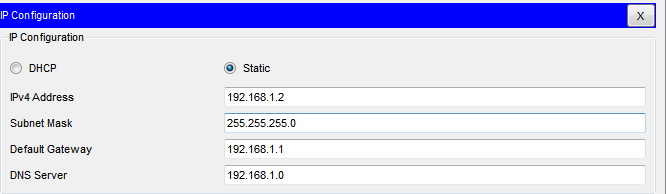 IP Configuration X
IP Configuration
DHCP Static
IPv4 Address 192.168.1.2
Subnet Mask 255.255.255.0
Default Gateway 192.168.1.1
DNS Server 192.168.1.0